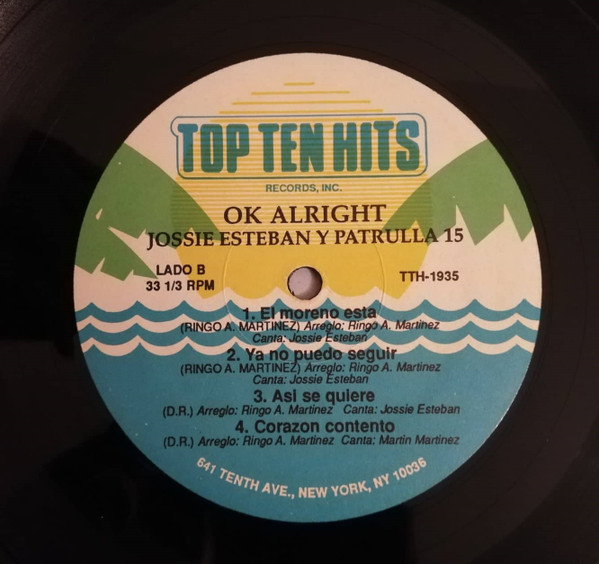 TOP TEN HITS
RECORDS, INC.
OK ALRIGHT
JOSSIE ESTEBAN Y PATRULLA 15
LADO B
33 1/3 RPM
TTH-1935
1. El moreno esta
(RINGO A. MARTINEZ) Arreglo: Ringo A. Martinez
Canta: Jossie Esteban
2. Ya no puedo seguir
(RINGO A. MARTINEZ) Arreglo: Ringo A. Martinez
Canta: Jossie Esteban
3. Asi se quiere
(D.R.) Arreglo: Ringo A. Martinez Canta: Jossie Esteban
4. Corazon contento
(D.R.) Arreglo: Ringo A. Martinez Canta: Martin Martinez
641 TENTH AVE., NEW YORK, NY 10036